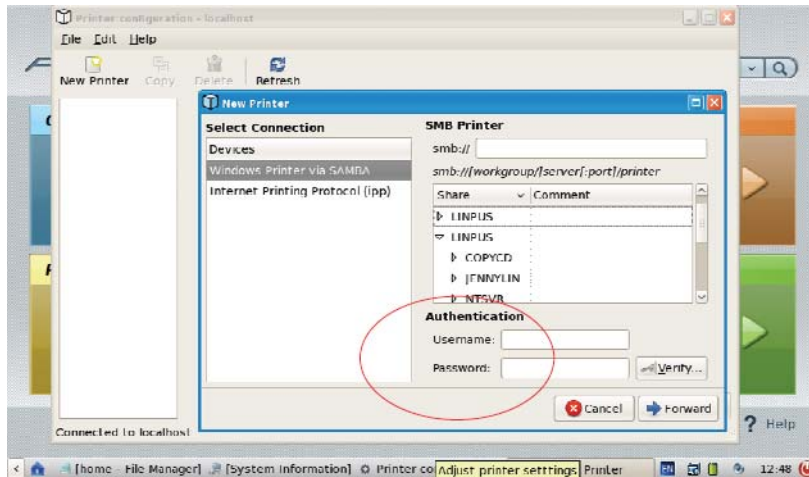 Printer configuration - localhost
File Edit Help
New Printer Copy Delete Refresh
New Printer
Select Connection
Devices
Windows Printer via SAMBA
Internet Printing Protocol (ipp)
SMB Printer
smb://
smb://[workgroup/]server[:port]/printer
Share Comment
LINPUS
LINPUS
COPYCD
JENNYLIN
NTSVR
Authentication
Username:
Password:
Verify...
Cancel Forward
Connected to localhost
Help
[home - File Manager] [System Information] Printer co Adjust printer setttings Printer EN 12:48